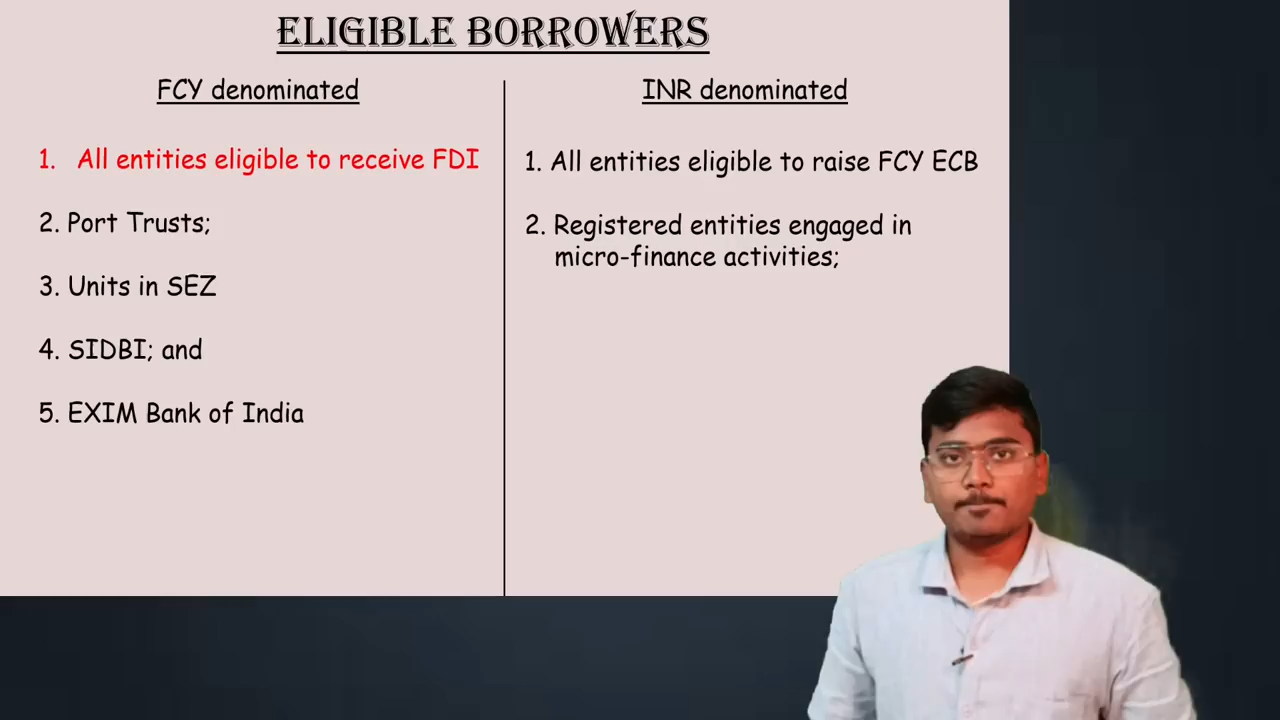 ELIGIBLE BORROWERS
FCY denominated
1. All entities eligible to receive FDI
2. Port Trusts;
3. Units in SEZ
4. SIDBI; and
5. EXIM Bank of India
INR denominated
1. All entities eligible to raise FCY ECB
2. Registered entities engaged in
micro-finance activities;